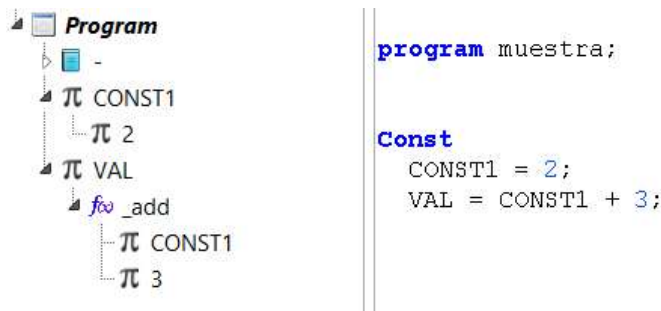 Program
-
π CONST1
π 2
π VAL
f(x) _add
π CONST1
π 3
program muestra;
Const
CONST1 = 2;
VAL = CONST1 + 3;